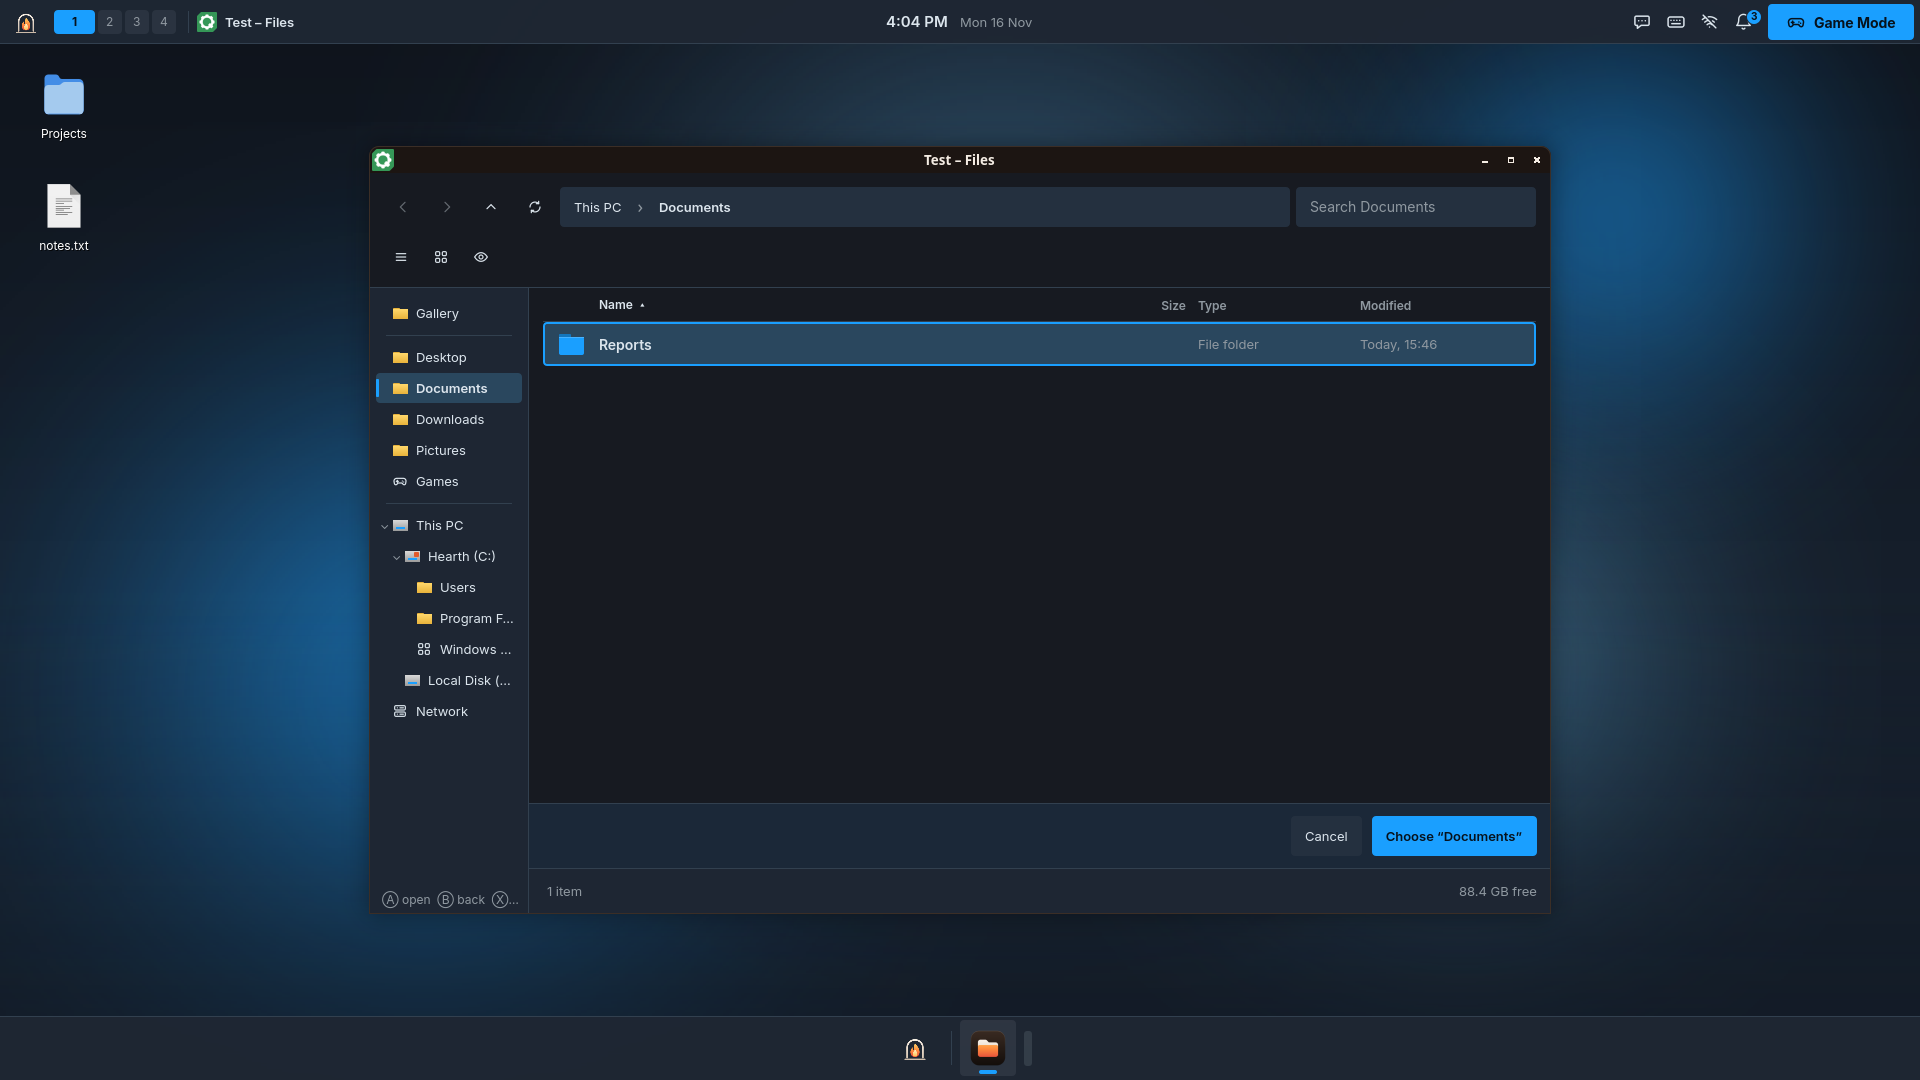 1 2 3 4 Test – Files 4:04 PM Mon 16 Nov 3 Game Mode
Projects
notes.txt
Test – Files
This PC › Documents Search Documents
Gallery
Desktop
Documents
Downloads
Pictures
Games
This PC
Hearth (C:)
Users
Program F...
Windows ...
Local Disk (...
Network
A open B back X...
Name Size Type Modified
Reports File folder Today, 15:46
Cancel Choose “Documents”
1 item 88.4 GB free